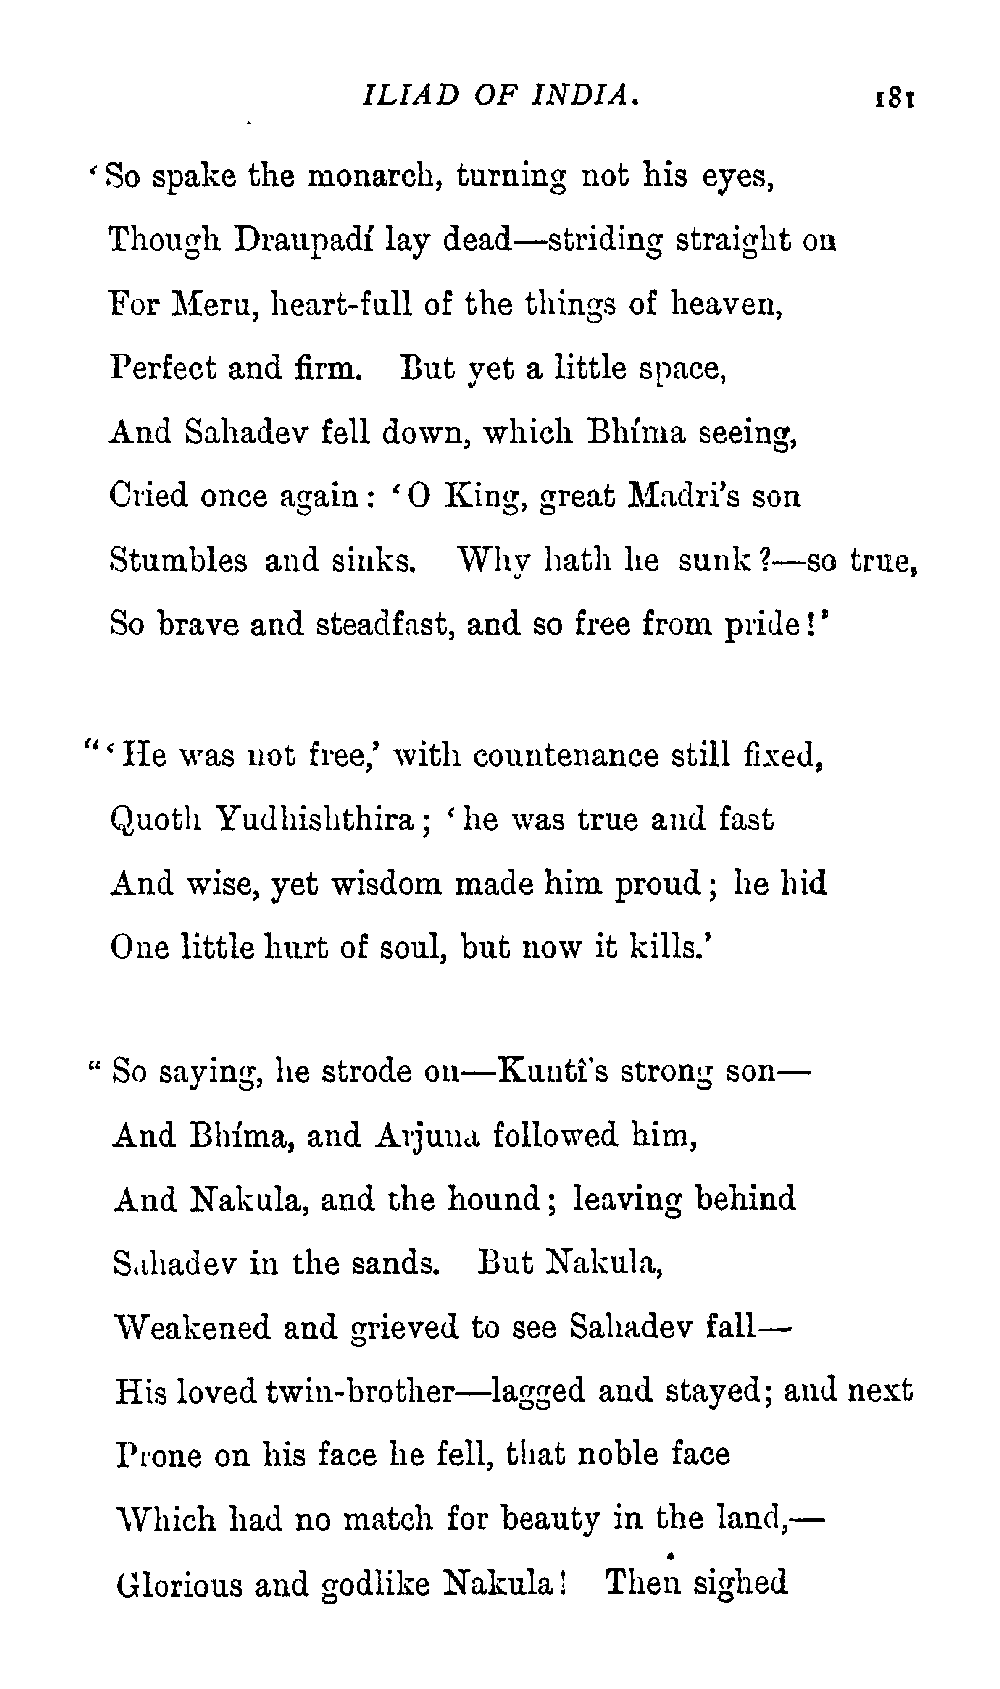 ILIAD OF INDIA. 181
‘So spake the monarch, turning not his eyes,
Though Draupadí lay dead—striding straight on
For Meru, heart-full of the things of heaven,
Perfect and firm. But yet a little space,
And Sahadev fell down, which Bhíma seeing,
Cried once again: ‘O King, great Madri’s son
Stumbles and sinks. Why hath he sunk?—so true,
So brave and steadfast, and so free from pride!’
“‘He was not free,’ with countenance still fixed,
Quoth Yudhishthira; ‘he was true and fast
And wise, yet wisdom made him proud; he hid
One little hurt of soul, but now it kills.’
“So saying, he strode on—Kuntî’s strong son—
And Bhíma, and Arjuna followed him,
And Nakula, and the hound; leaving behind
Sahadev in the sands. But Nakula,
Weakened and grieved to see Sahadev fall—
His loved twin-brother—lagged and stayed; and next
Prone on his face he fell, that noble face
Which had no match for beauty in the land,—
Glorious and godlike Nakula! Then sighed